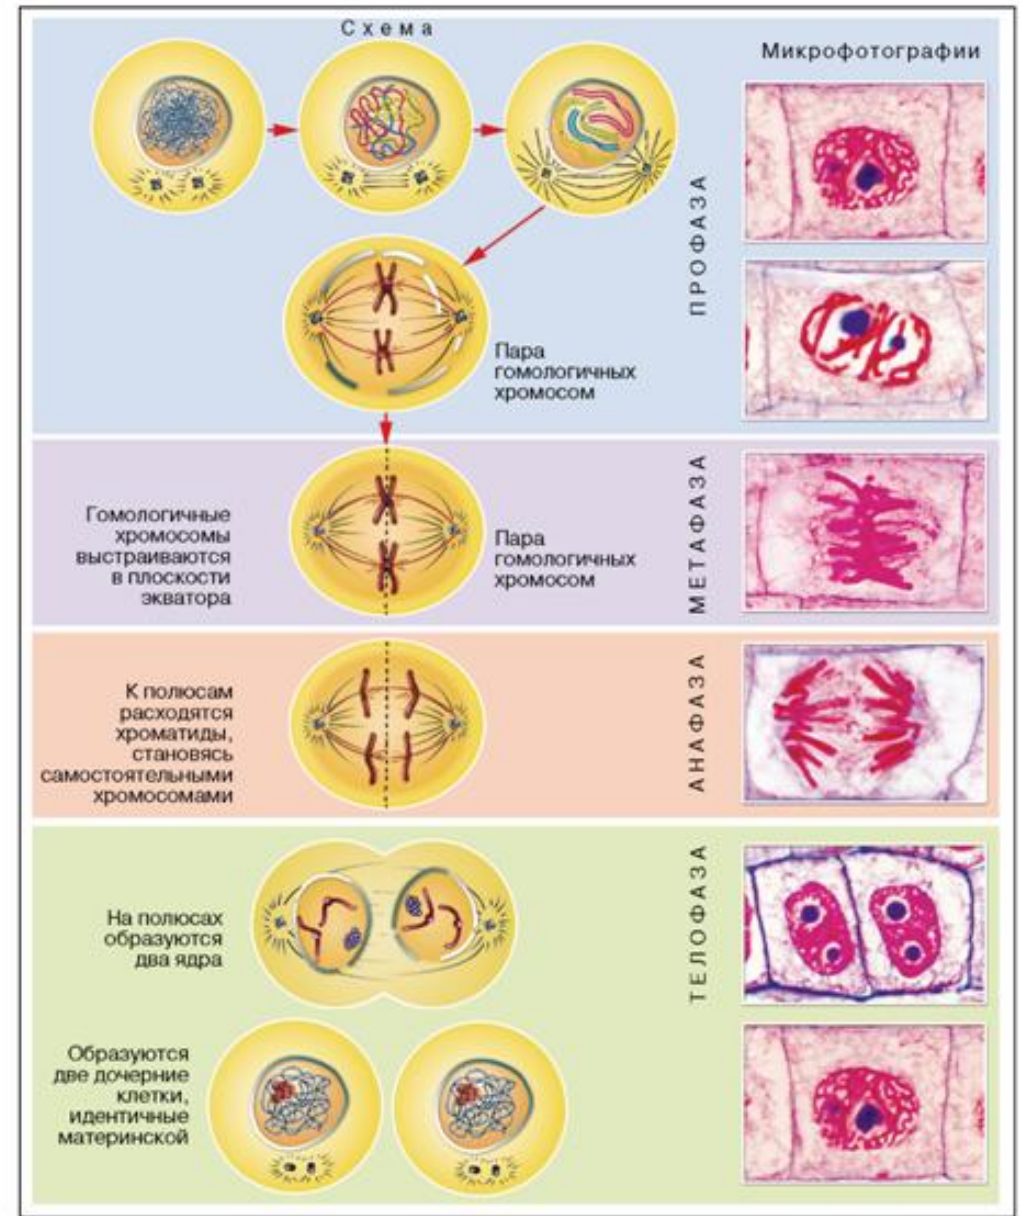 Схема
Микрофотографии
ПРОФАЗА
Пара
гомологичных
хромосом
Гомологичные
хромосомы
выстраиваются
в плоскости
экватора
Пара
гомологичных
хромосом
МЕТАФАЗА
К полюсам
расходятся
хроматиды,
становясь
самостоятельными
хромосомами
АНАФАЗА
На полюсах
образуются
два ядра
ТЕЛОФАЗА
Образуются
две дочерние
клетки,
идентичные
материнской